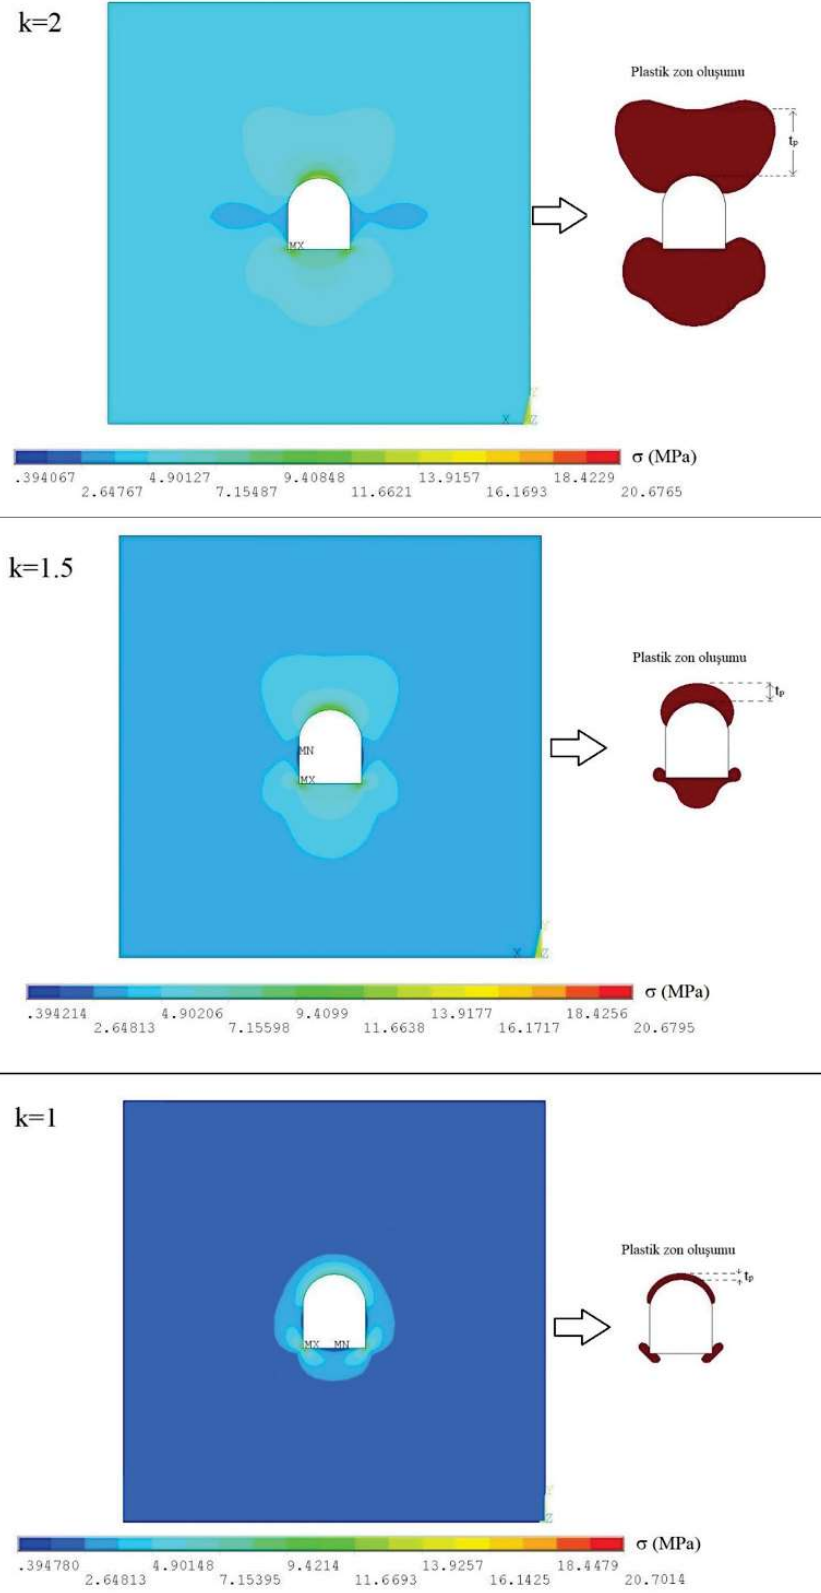 k=2
Plastik zon oluşumu
tₚ
MX
Y
X Z
σ (MPa)
.394067 4.90127 9.40848 13.9157 18.4229
2.64767 7.15487 11.6621 16.1693 20.6765
k=1.5
Plastik zon oluşumu
tₚ
MN
MX
Y
X Z
σ (MPa)
.394214 4.90206 9.4099 13.9177 18.4256
2.64813 7.15598 11.6638 16.1717 20.6795
k=1
Plastik zon oluşumu
tₚ
MX MN
Y
Z
σ (MPa)
.394780 4.90148 9.4214 13.9257 18.4479
2.64813 7.15395 11.6693 16.1425 20.7014